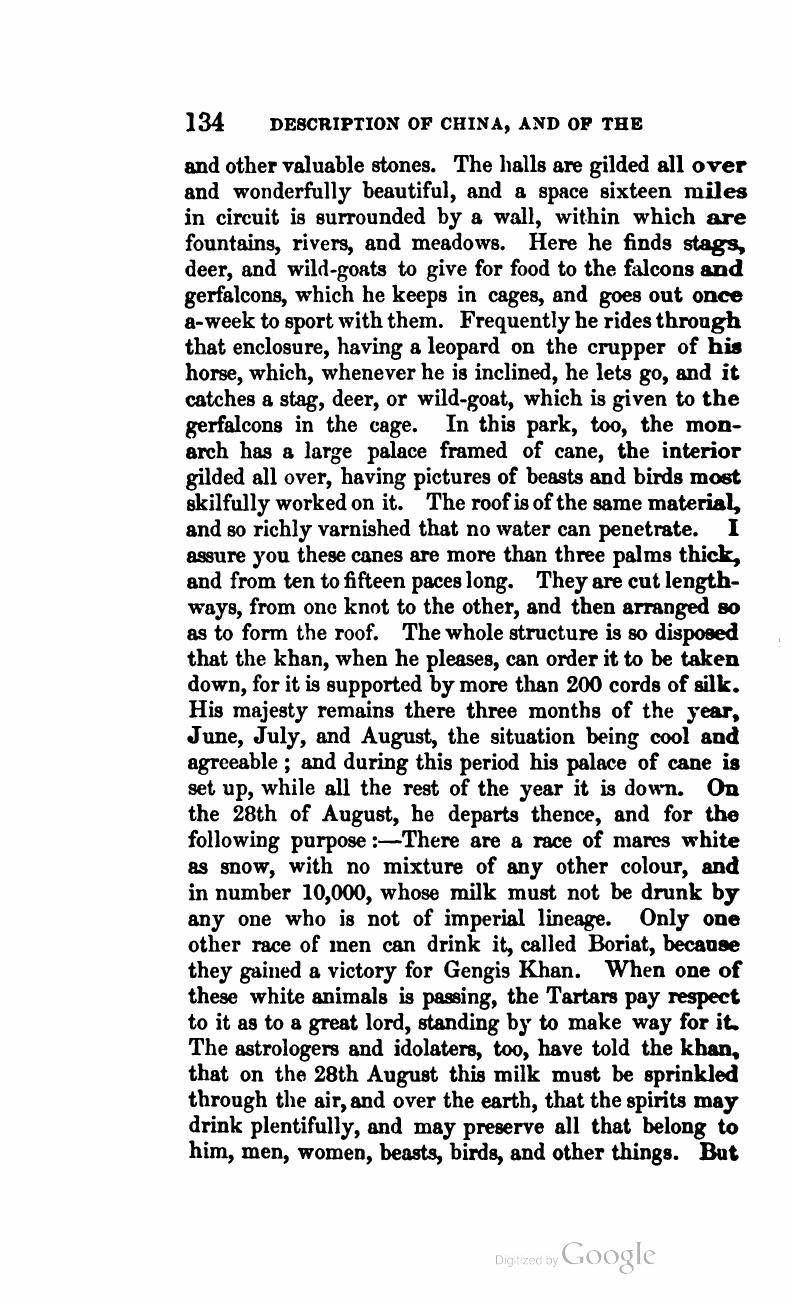 134 DESCRIPTION OF CHINA, AND OF THE
and other valuable stones. The halls are gilded all over
and wonderfully beautiful, and a space sixteen miles
in circuit is surrounded by a wall, within which are
fountains, rivers, and meadows. Here he finds stags,
deer, and wild-goats to give for food to the falcons and
gerfalcons, which he keeps in cages, and goes out once
a-week to sport with them. Frequently he rides through
that enclosure, having a leopard on the crupper of his
horse, which, whenever he is inclined, he lets go, and it
catches a stag, deer, or wild-goat, which is given to the
gerfalcons in the cage. In this park, too, the mon-
arch has a large palace framed of cane, the interior
gilded all over, having pictures of beasts and birds most
skilfully worked on it. The roof is of the same material,
and so richly varnished that no water can penetrate. I
assure you these canes are more than three palms thick,
and from ten to fifteen paces long. They are cut length-
ways, from one knot to the other, and then arranged so
as to form the roof. The whole structure is so disposed
that the khan, when he pleases, can order it to be taken
down, for it is supported by more than 200 cords of silk.
His majesty remains there three months of the year,
June, July, and August, the situation being cool and
agreeable ; and during this period his palace of cane is
set up, while all the rest of the year it is down. On
the 28th of August, he departs thence, and for the
following purpose :—There are a race of mares white
as snow, with no mixture of any other colour, and
in number 10,000, whose milk must not be drunk by
any one who is not of imperial lineage. Only one
other race of men can drink it, called Boriat, because
they gained a victory for Gengis Khan. When one of
these white animals is passing, the Tartars pay respect
to it as to a great lord, standing by to make way for it.
The astrologers and idolaters, too, have told the khan,
that on the 28th August this milk must be sprinkled
through the air, and over the earth, that the spirits may
drink plentifully, and may preserve all that belong to
him, men, women, beasts, birds, and other things. But
Digitized by Google